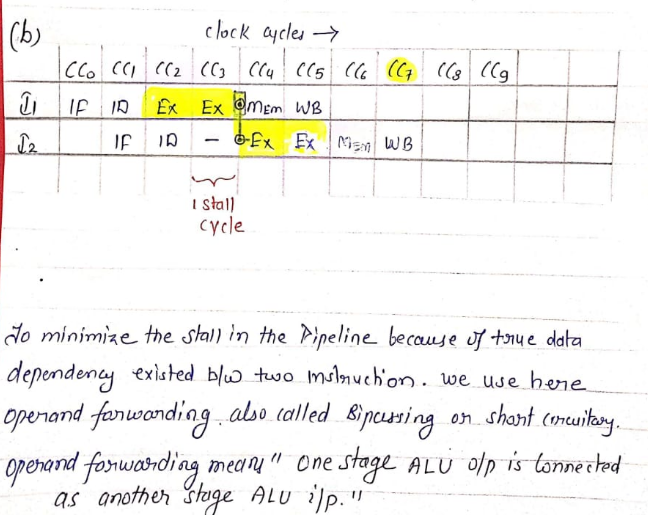 (b) clock cycles →
CC0 CC1 CC2 CC3 CC4 CC5 CC6 CC7 CC8 CC9
I1 IF ID Ex Ex MEM WB
I2 IF ID - Ex Ex MEM WB
1 stall
cycle
To minimize the stall in the Pipeline because of true data
dependency existed b/w two instruction. we use here
operand forwarding. also called Bipassing or short circuitary.
operand forwarding means " one stage ALU o/p is connected
as another stage ALU i/p."